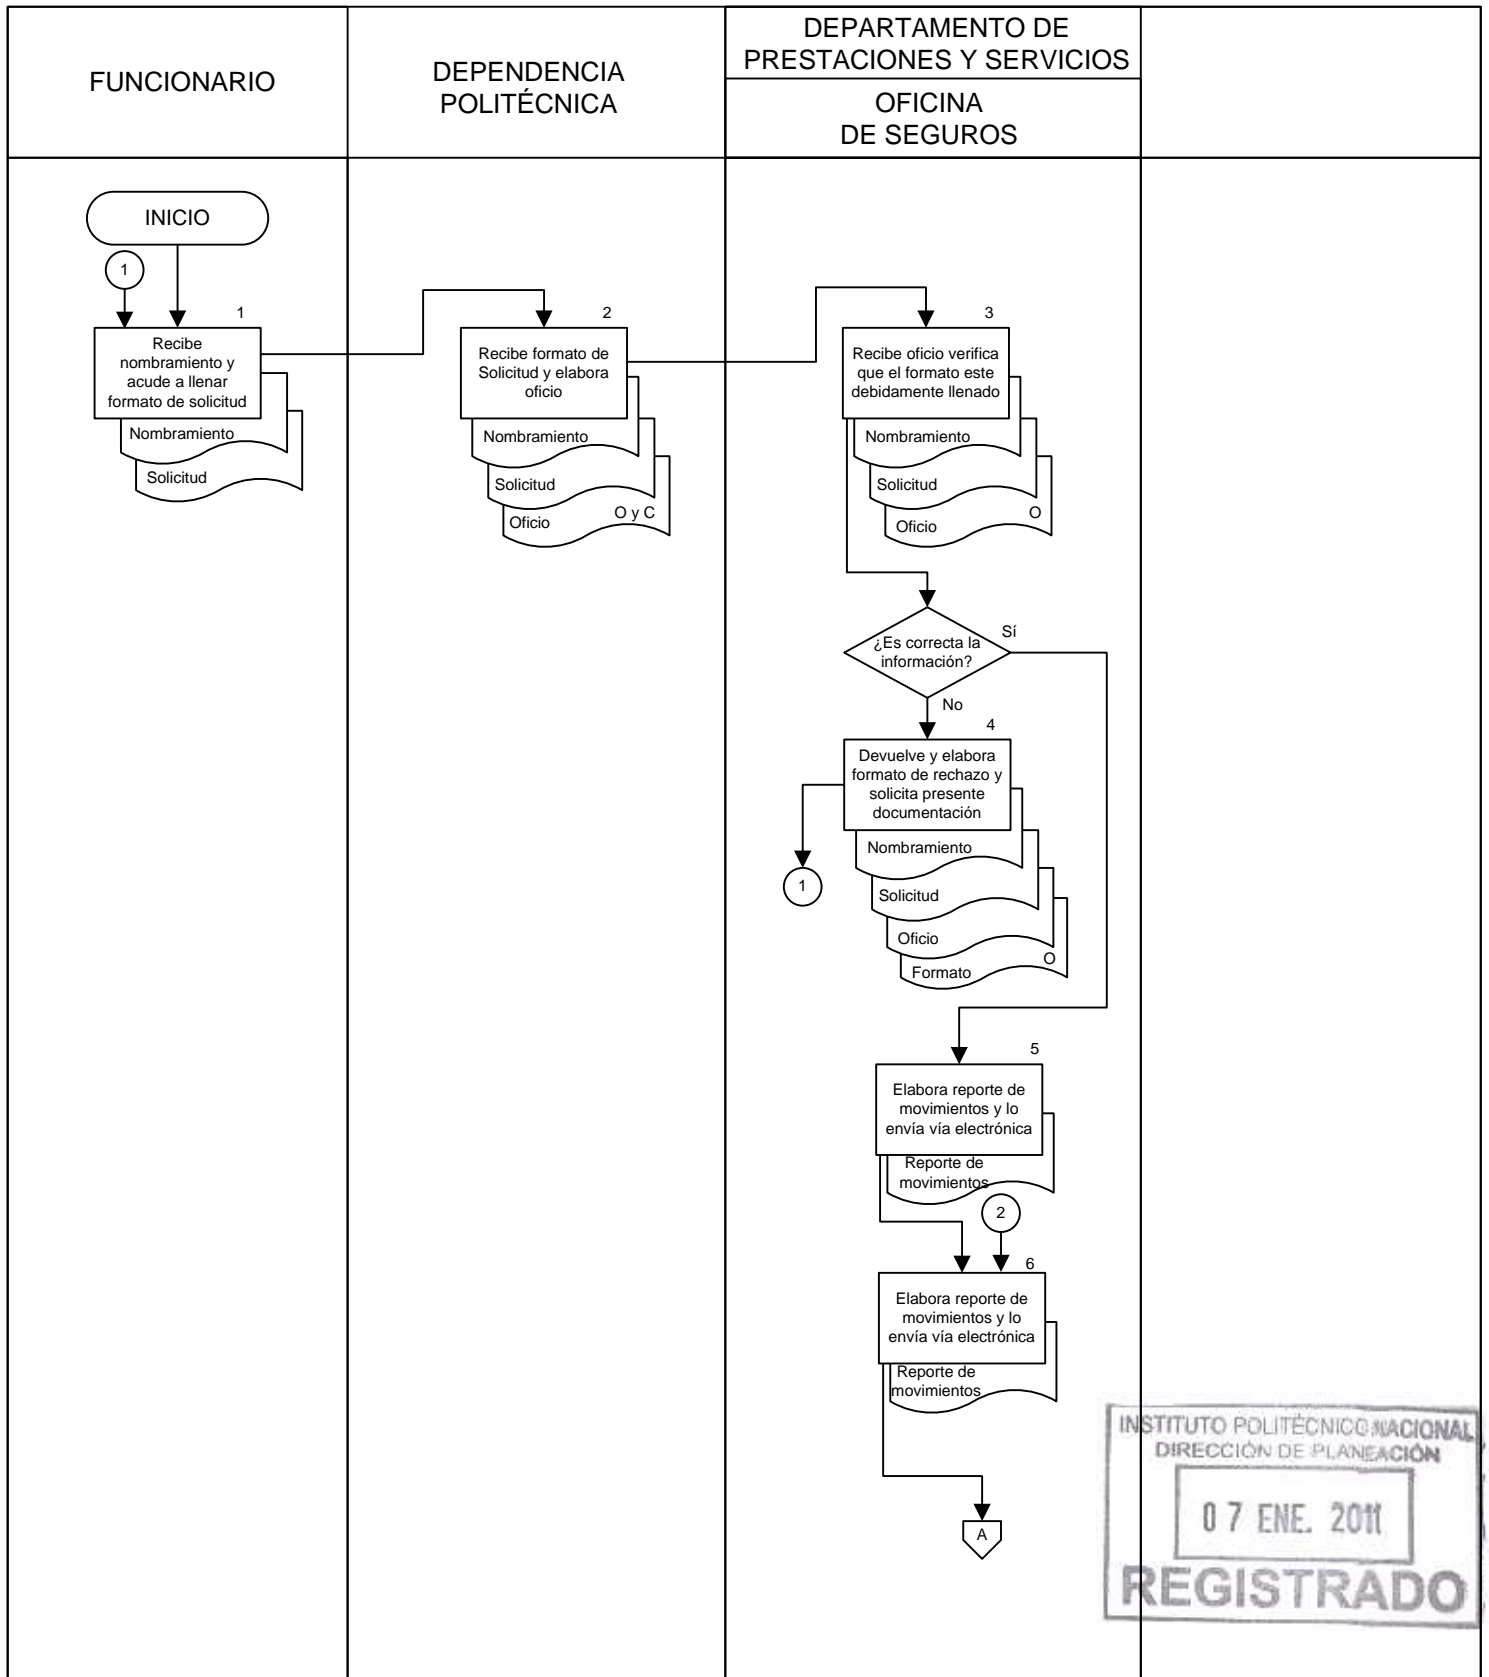 FUNCIONARIO
DEPENDENCIA
POLITÉCNICA
DEPARTAMENTO DE
PRESTACIONES Y SERVICIOS
OFICINA
DE SEGUROS
INICIO
1
1
Recibe
nombramiento y
acude a llenar
formato de solicitud
Nombramiento
Solicitud
2
Recibe formato de
Solicitud y elabora
oficio
Nombramiento
Solicitud
Oficio O y C
3
Recibe oficio verifica
que el formato este
debidamente llenado
Nombramiento
Solicitud
Oficio O
¿Es correcta la
información?
Sí
No
4
Devuelve y elabora
formato de rechazo y
solicita presente
documentación
1
Nombramiento
Solicitud
Oficio
Formato O
5
Elabora reporte de
movimientos y lo
envía vía electrónica
Reporte de
movimientos
2
6
Elabora reporte de
movimientos y lo
envía vía electrónica
Reporte de
movimientos
A
INSTITUTO POLITÉCNICO NACIONAL
DIRECCIÓN DE PLANEACIÓN
07 ENE. 2011
REGISTRADO